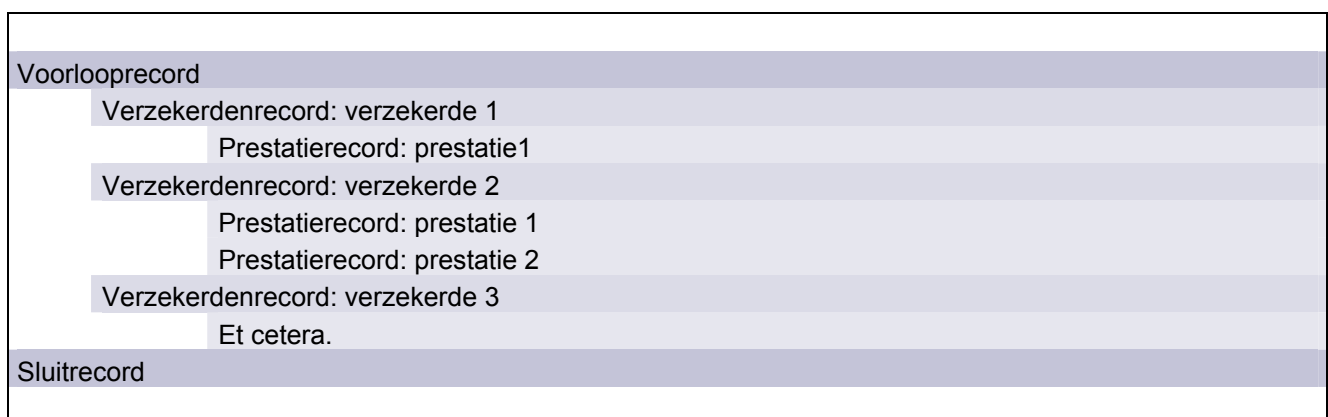 Voorlooprecord
Verzekerdenrecord: verzekerde 1
Prestatierecord: prestatie1
Verzekerdenrecord: verzekerde 2
Prestatierecord: prestatie 1
Prestatierecord: prestatie 2
Verzekerdenrecord: verzekerde 3
Et cetera.
Sluitrecord